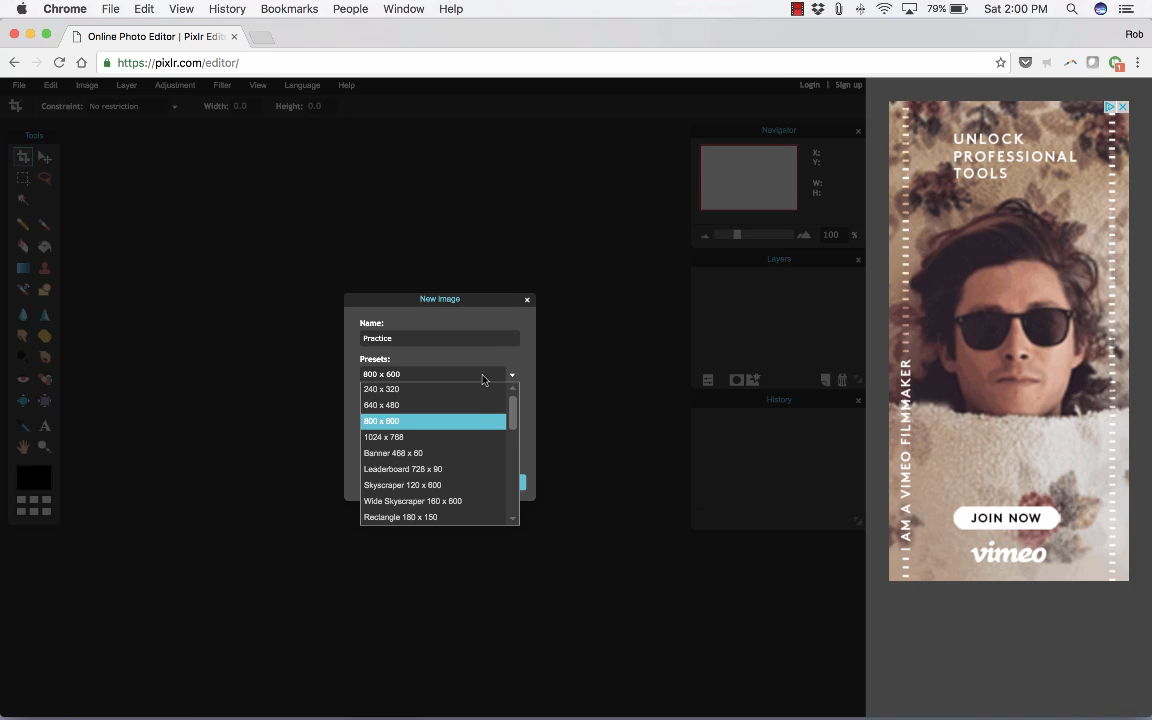 Chrome File Edit View History Bookmarks People Window Help 79% Sat 2:00 PM
Online Photo Editor | Pixlr Edit Rob
https://pixlr.com/editor/
File Edit Image Layer Adjustment Filter View Language Help Login | Sign up
Constraint: No restriction Width: 0.0 Height: 0.0
Tools
Navigator
X:
Y:
W:
H:
100 %
Layers
History
New image
Name:
Practice
Presets:
800 x 600
240 x 320
640 x 480
800 x 600
1024 x 768
Banner 468 x 60
Leaderboard 728 x 90
Skyscraper 120 x 600
Wide Skyscraper 160 x 600
Rectangle 180 x 150
UNLOCK
PROFESSIONAL
TOOLS
I AM A VIMEO FILMMAKER
JOIN NOW
vimeo